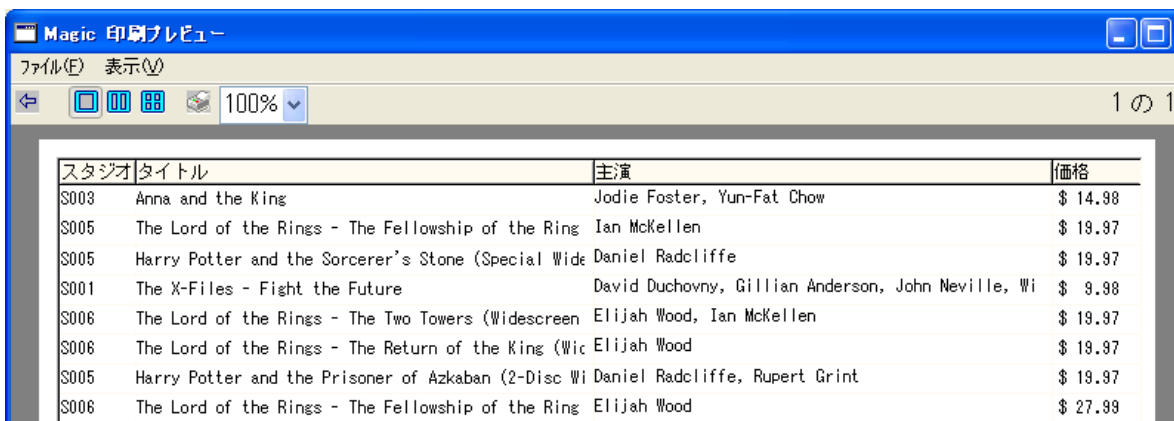 Magic 印刷プレビュー
ファイル(F) 表示(V)
100% 1 の 1
スタジオ タイトル 主演 価格
S003 Anna and the King Jodie Foster, Yun-Fat Chow $ 14.98
S005 The Lord of the Rings - The Fellowship of the Ring Ian McKellen $ 19.97
S005 Harry Potter and the Sorcerer's Stone (Special Wide Daniel Radcliffe $ 19.97
S001 The X-Files - Fight the Future David Duchovny, Gillian Anderson, John Neville, Wi $ 9.98
S006 The Lord of the Rings - The Two Towers (Widescreen Elijah Wood, Ian McKellen $ 19.97
S006 The Lord of the Rings - The Return of the King (Wid Elijah Wood $ 19.97
S005 Harry Potter and the Prisoner of Azkaban (2-Disc Wi Daniel Radcliffe, Rupert Grint $ 19.97
S006 The Lord of the Rings - The Fellowship of the Ring Elijah Wood $ 27.99